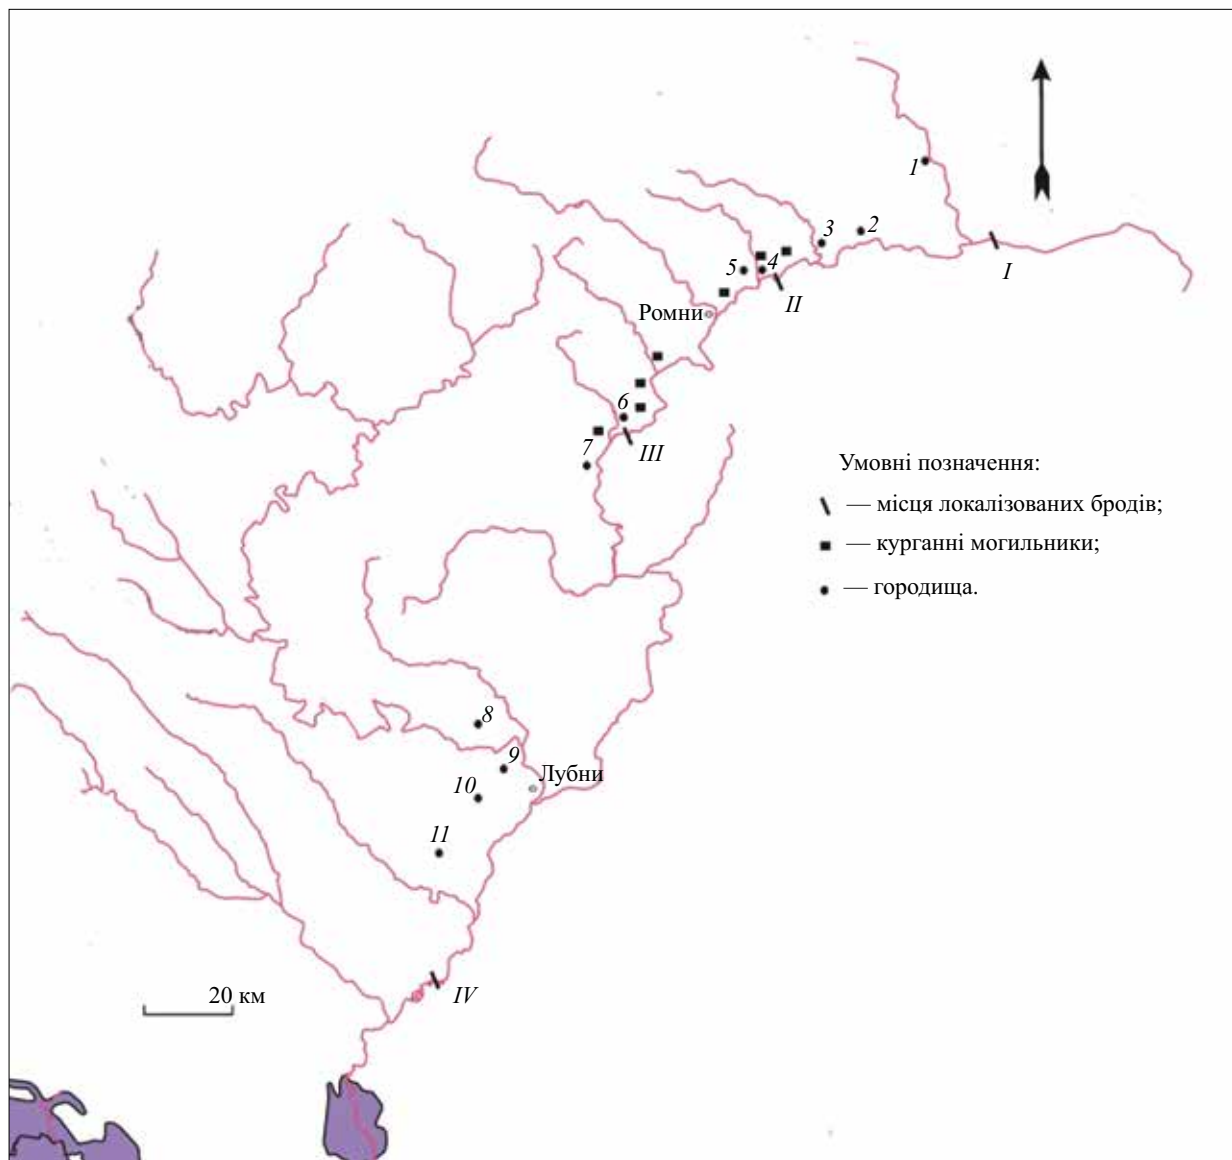 1
2
3
I
4
5
II
Ромни
6
III
7
Умовні позначення:
— місця локалізованих бродів;
— курганні могильники;
— городища.
8
9
Лубни
10
11
20 км
IV